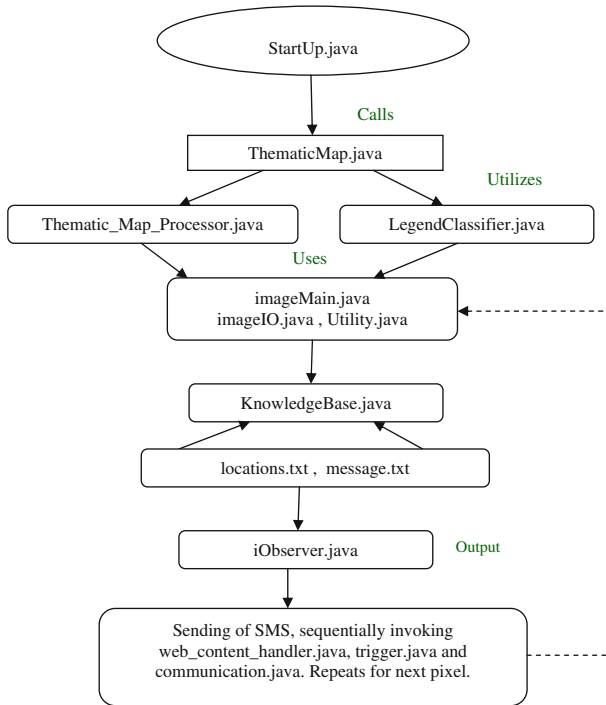 StartUp.java
Calls
ThematicMap.java
Utilizes
Thematic_Map_Processor.java
LegendClassifier.java
Uses
imageMain.java
imageIO.java , Utility.java
KnowledgeBase.java
locations.txt , message.txt
iObserver.java
Output
Sending of SMS, sequentially invoking
web_content_handler.java, trigger.java and
communication.java. Repeats for next pixel.